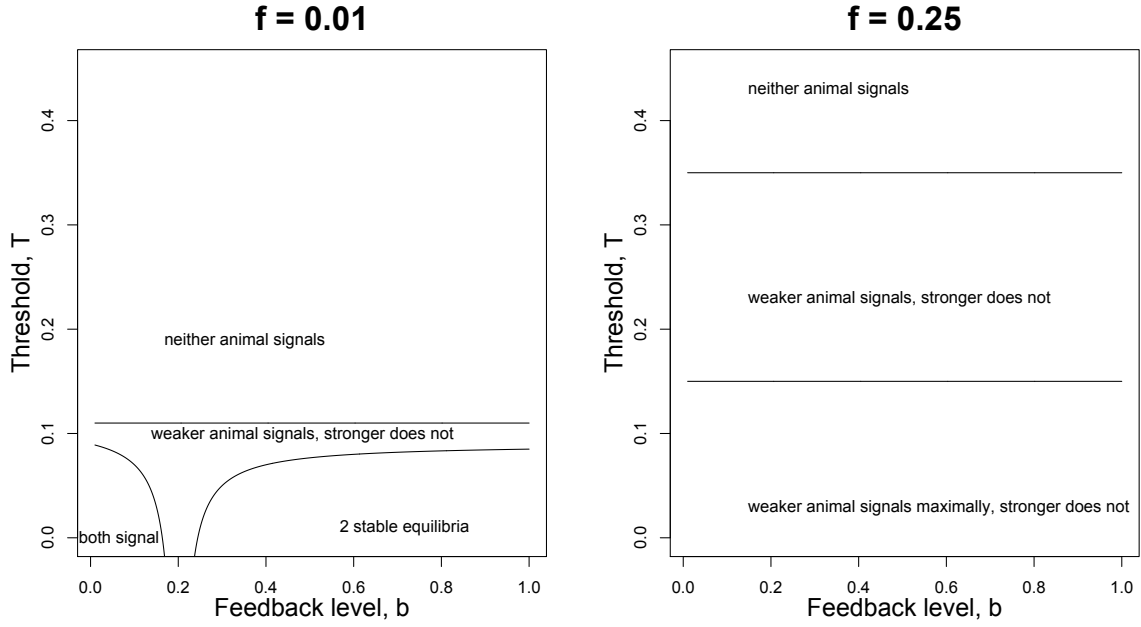 f = 0.01
Threshold, T
0.4
0.3
0.2
0.1
0.0
neither animal signals
weaker animal signals, stronger does not
both signal
2 stable equilibria
0.0 0.2 0.4 0.6 0.8 1.0
Feedback level, b
f = 0.25
Threshold, T
0.4
0.3
0.2
0.1
0.0
neither animal signals
weaker animal signals, stronger does not
weaker animal signals maximally, stronger does not
0.0 0.2 0.4 0.6 0.8 1.0
Feedback level, b